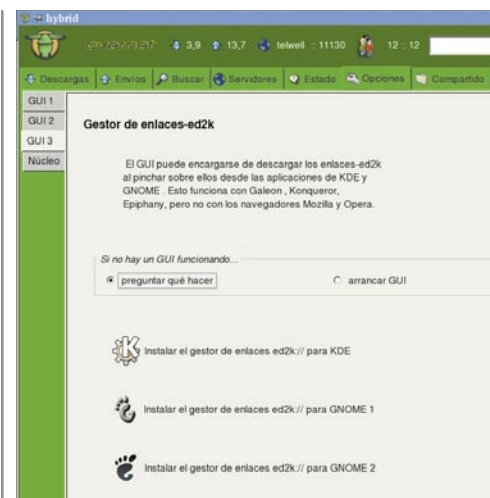 hybrid
overnet 3,9 13,7 telwell :: 11130 12 :: 12
Descargas Envíos Buscar Servidores Estado Opciones Compartido
GUI 1
GUI 2
GUI 3
Núcleo
Gestor de enlaces-ed2k
El GUI puede encargarse de descargar los enlaces-ed2k
al pinchar sobre ellos desde las aplicaciones de KDE y
GNOME . Esto funciona con Galeon , Konqueror,
Epiphany, pero no con los navegadores Mozilla y Opera.
Si no hay un GUI funcionando...
preguntar qué hacer arrancar GUI
Instalar el gestor de enlaces ed2k:// para KDE
Instalar el gestor de enlaces ed2k:// para GNOME 1
Instalar el gestor de enlaces ed2k:// para GNOME 2